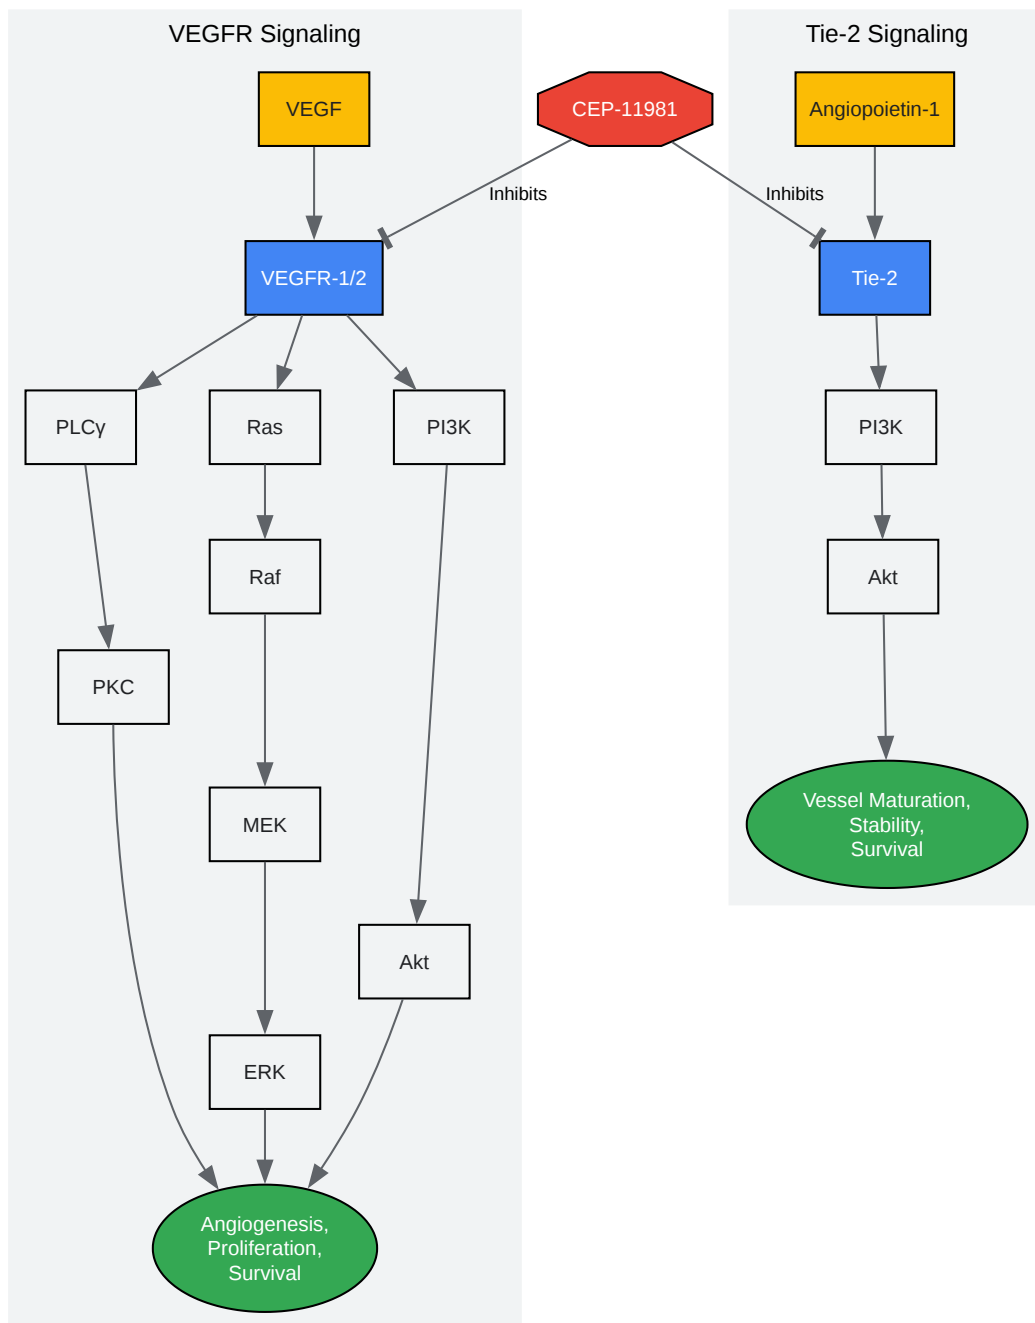 VEGFR Signaling
Tie-2 Signaling
VEGF
CEP-11981
Angiopoietin-1
Inhibits
Inhibits
VEGFR-1/2
Tie-2
PLCγ
Ras
PI3K
PI3K
Raf
Akt
PKC
MEK
Vessel Maturation,
Stability,
Survival
Akt
ERK
Angiogenesis,
Proliferation,
Survival